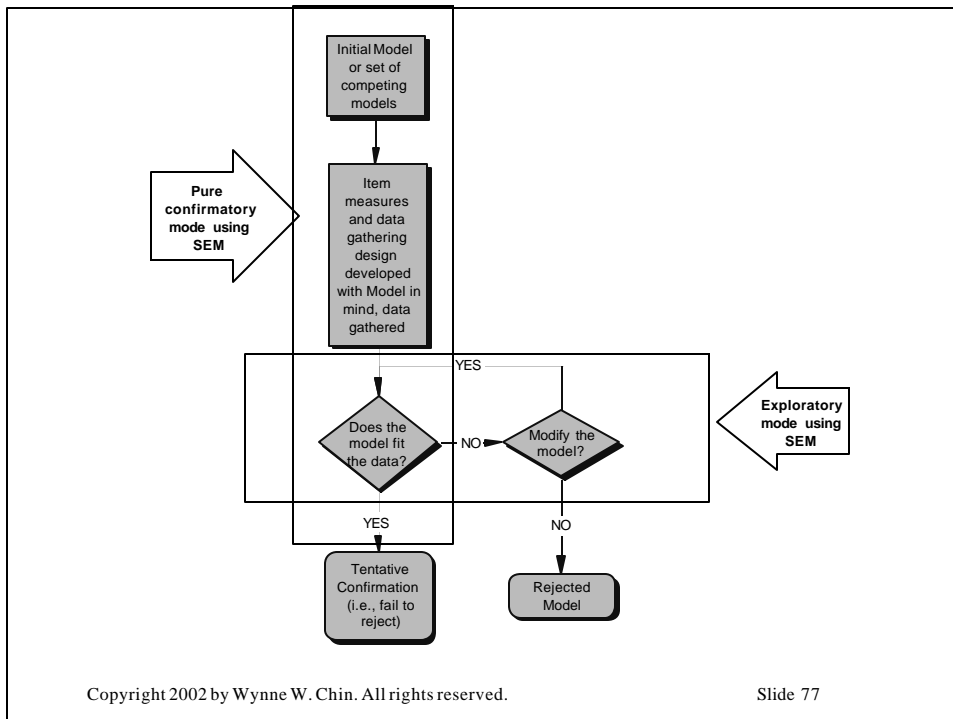 Initial Model
or set of
competing
models
Pure
confirmatory
mode using
SEM
Item
measures
and data
gathering
design
developed
with Model in
mind, data
gathered
YES
Does the
model fit
the data?
NO
Modify the
model?
Exploratory
mode using
SEM
YES
NO
Tentative
Confirmation
(i.e., fail to
reject)
Rejected
Model
Copyright 2002 by Wynne W. Chin. All rights reserved.
Slide 77